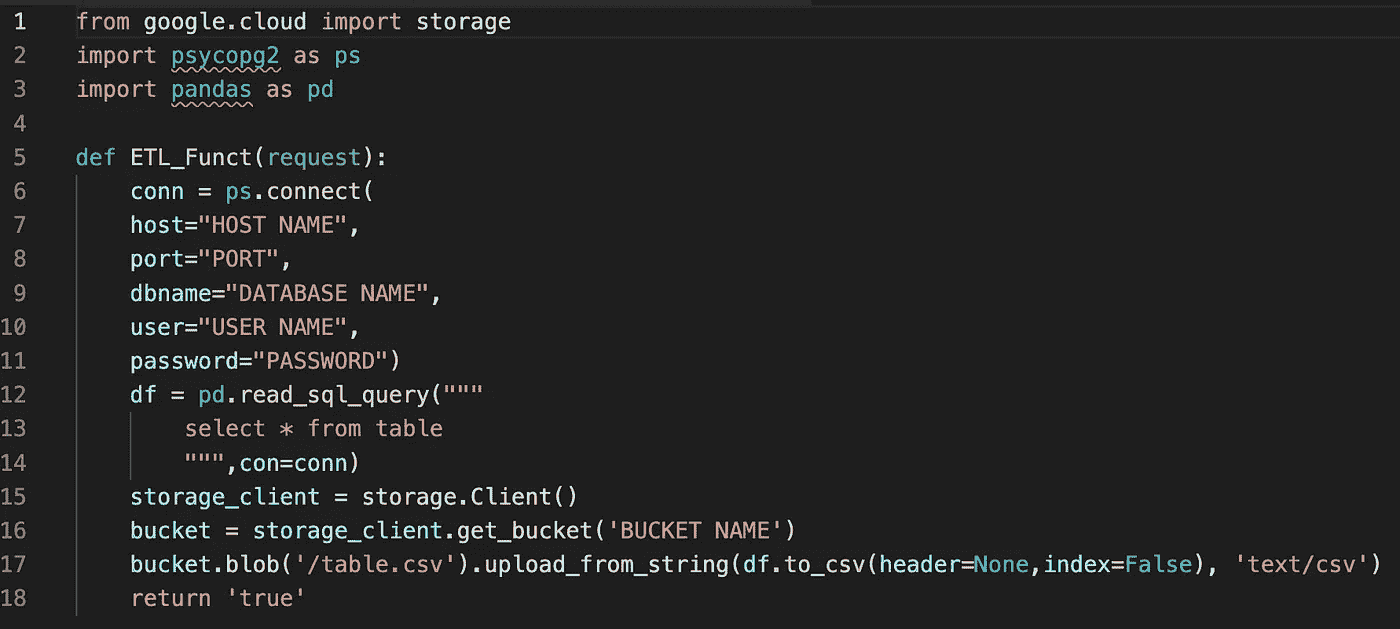 1 from google.cloud import storage
2 import psycopg2 as ps
3 import pandas as pd
4
5 def ETL_Funct(request):
6     conn = ps.connect(
7     host="HOST NAME",
8     port="PORT",
9     dbname="DATABASE NAME",
10     user="USER NAME",
11     password="PASSWORD")
12     df = pd.read_sql_query("""
13         select * from table
14         """,con=conn)
15     storage_client = storage.Client()
16     bucket = storage_client.get_bucket('BUCKET NAME')
17     bucket.blob('/table.csv').upload_from_string(df.to_csv(header=None,index=False), 'text/csv')
18     return 'true'